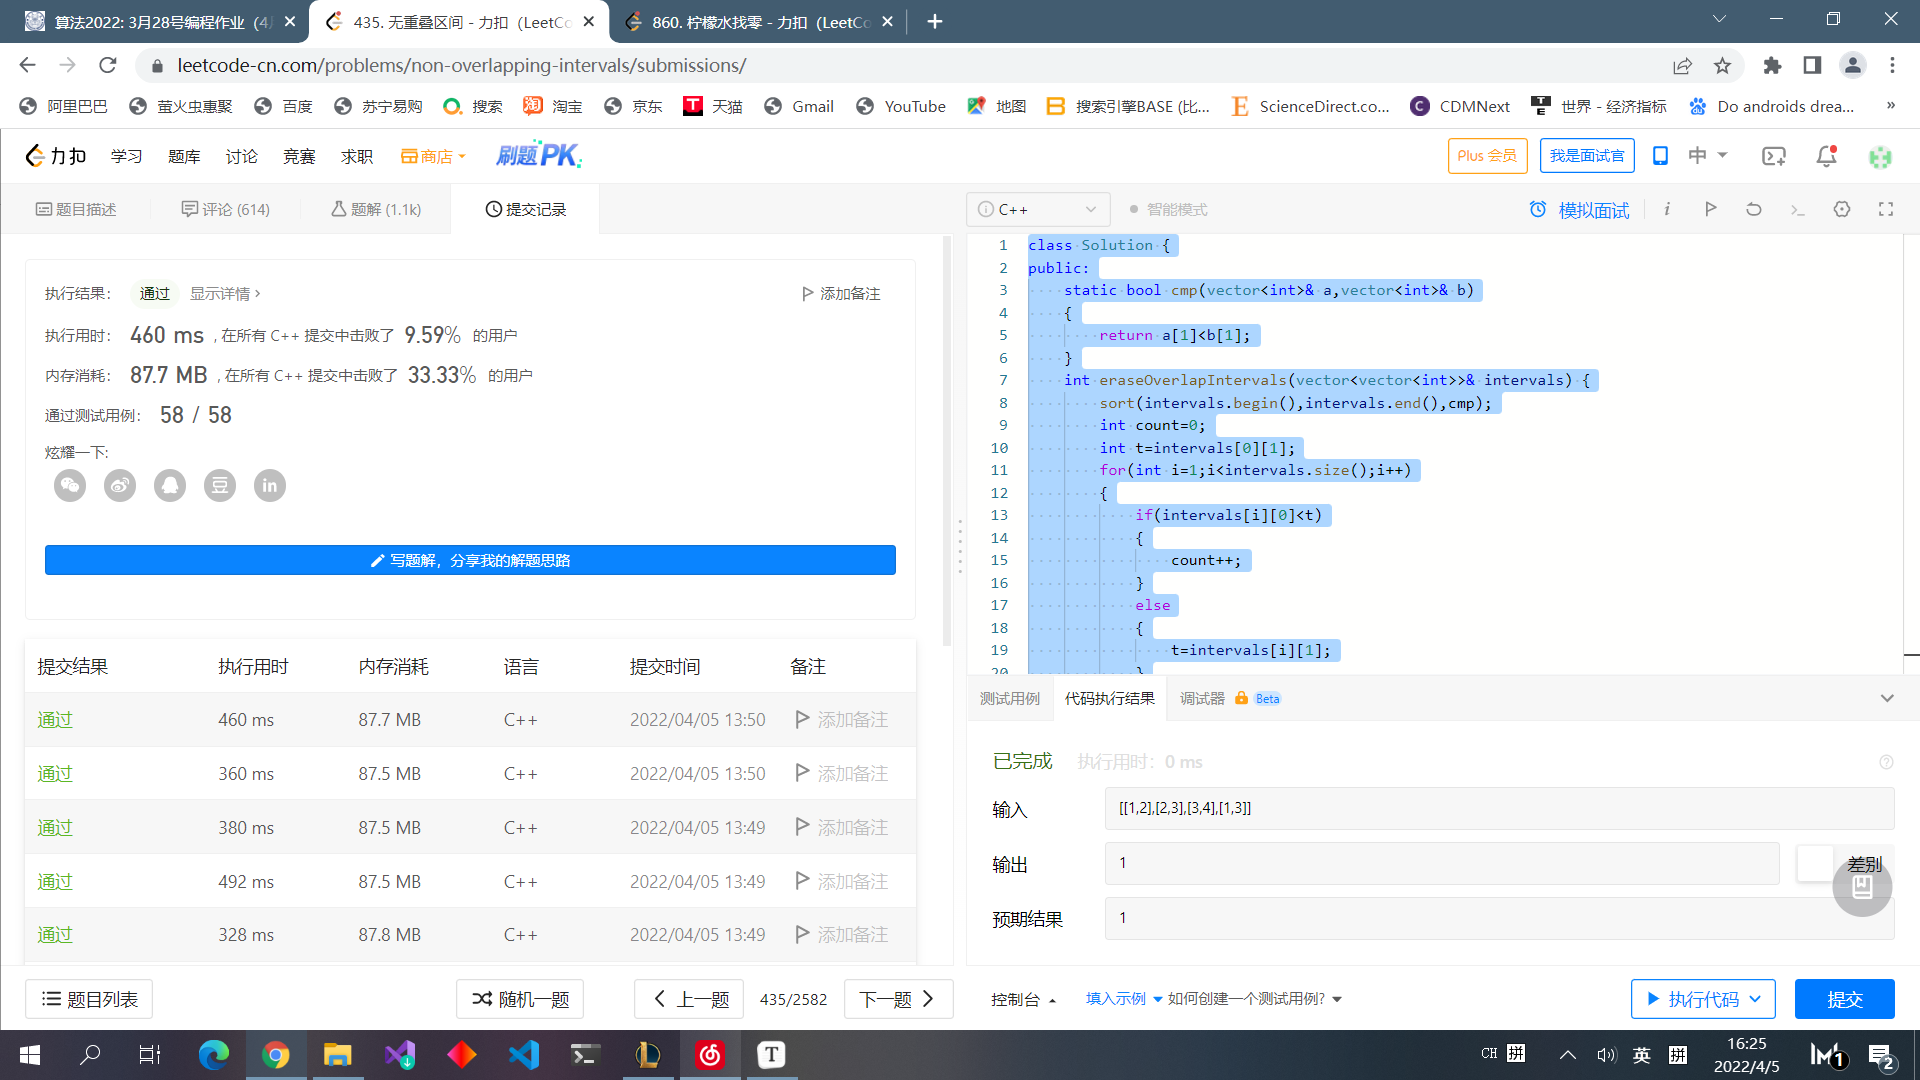 算法2022: 3月28号编程作业（4
435. 无重叠区间 - 力扣（LeetCo
860. 柠檬水找零 - 力扣（LeetCo
leetcode-cn.com/problems/non-overlapping-intervals/submissions/
阿里巴巴 萤火虫惠聚 百度 苏宁易购 搜索 淘宝 京东 天猫 Gmail YouTube 地图 搜索引擎BASE (比... ScienceDirect.co... CDMNext 世界 - 经济指标 Do androids drea... »
力扣 学习 题库 讨论 竞赛 求职 商店 刷题PK Plus 会员 我是面试官 中
题目描述 评论 (614) 题解 (1.1k) 提交记录
C++ 智能模式 模拟面试
执行结果： 通过 显示详情 › 添加备注
执行用时： 460 ms , 在所有 C++ 提交中击败了 9.59% 的用户
内存消耗： 87.7 MB , 在所有 C++ 提交中击败了 33.33% 的用户
通过测试用例： 58 / 58
炫耀一下:
写题解，分享我的解题思路
提交结果 执行用时 内存消耗 语言 提交时间 备注
通过 460 ms 87.7 MB C++ 2022/04/05 13:50 添加备注
通过 360 ms 87.5 MB C++ 2022/04/05 13:50 添加备注
通过 380 ms 87.5 MB C++ 2022/04/05 13:49 添加备注
通过 492 ms 87.5 MB C++ 2022/04/05 13:49 添加备注
通过 328 ms 87.8 MB C++ 2022/04/05 13:49 添加备注
题目列表 随机一题 上一题 435/2582 下一题
1 class Solution {
2 public:
3 static bool cmp(vector<int>& a,vector<int>& b)
4 {
5 return a[1]<b[1];
6 }
7 int eraseOverlapIntervals(vector<vector<int>>& intervals) {
8 sort(intervals.begin(),intervals.end(),cmp);
9 int count=0;
10 int t=intervals[0][1];
11 for(int i=1;i<intervals.size();i++)
12 {
13 if(intervals[i][0]<t)
14 {
15 count++;
16 }
17 else
18 {
19 t=intervals[i][1];
20 }
测试用例 代码执行结果 调试器 Beta
已完成 执行用时：0 ms
输入 [[1,2],[2,3],[3,4],[1,3]]
输出 1 差别
预期结果 1
控制台 填入示例 如何创建一个测试用例? 执行代码 提交
CH 拼 英 拼 16:25
2022/4/5
1
2